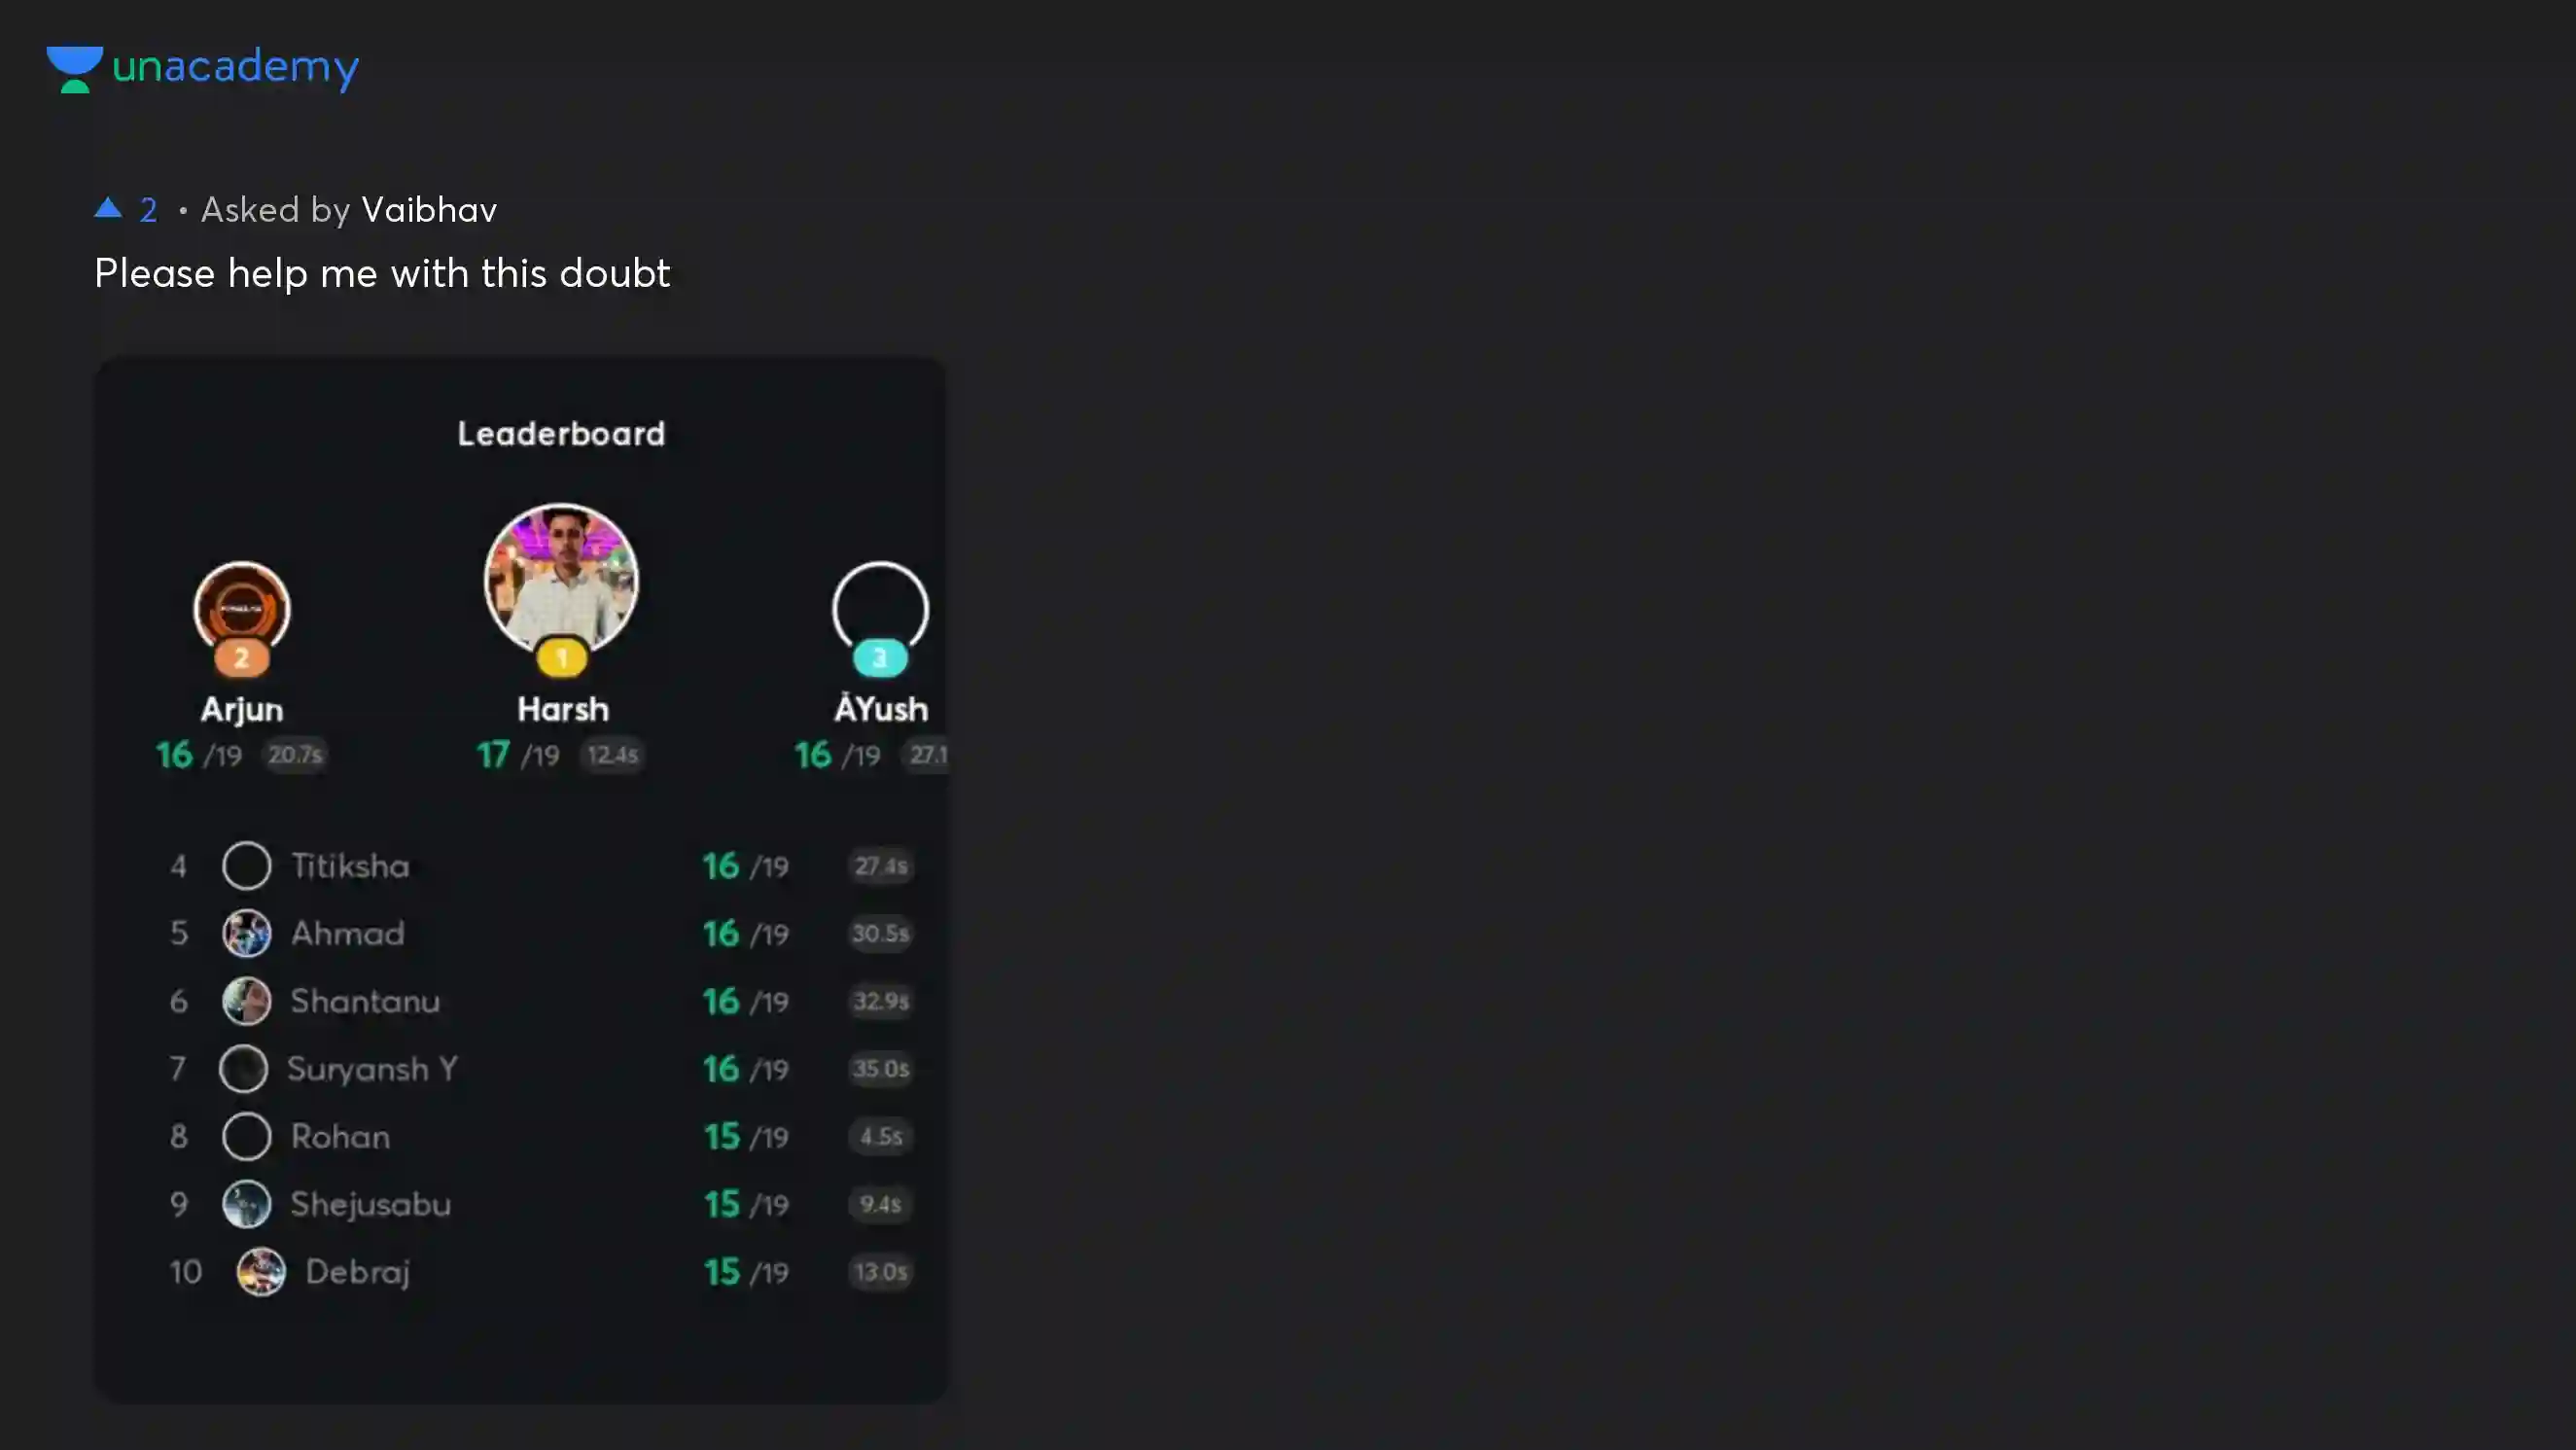 unacademy
2 • Asked by Vaibhav
Please help me with this doubt
Leaderboard
2 1 3
Arjun Harsh ÄYush
16 /19 20.7s 17 /19 12.4s 16 /19 27.1
4 Titiksha 16 /19 27.4s
5 Ahmad 16 /19 30.5s
6 Shantanu 16 /19 32.9s
7 Suryansh Y 16 /19 35.0s
8 Rohan 15 /19 4.5s
9 Shejusabu 15 /19 9.4s
10 Debraj 15 /19 13.0s